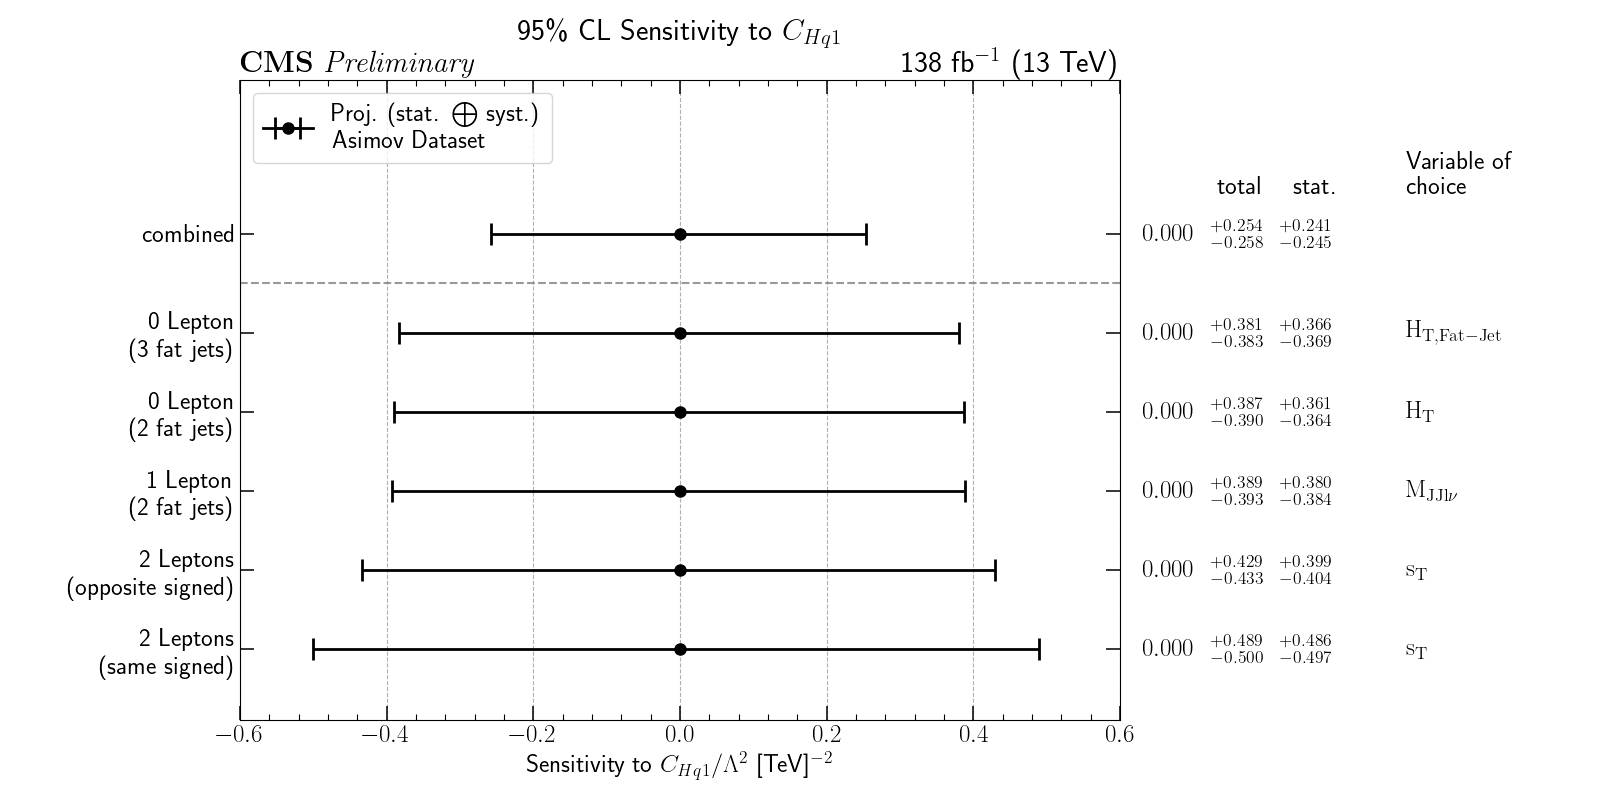 95% CL Sensitivity to C_{Hq1}
CMS Preliminary 138 fb^{−1} (13 TeV)
Proj. (stat. ⨁ syst.)
Asimov Dataset
Variable of
total stat. choice
combined 0.000 +0.254 −0.258 +0.241 −0.245
0 Lepton
(3 fat jets) 0.000 +0.381 −0.383 +0.366 −0.369 H_{T,Fat−Jet}
0 Lepton
(2 fat jets) 0.000 +0.387 −0.390 +0.361 −0.364 H_T
1 Lepton
(2 fat jets) 0.000 +0.389 −0.393 +0.380 −0.384 M_{JJlν}
2 Leptons
(opposite signed) 0.000 +0.429 −0.433 +0.399 −0.404 s_T
2 Leptons
(same signed) 0.000 +0.489 −0.500 +0.486 −0.497 s_T
−0.6 −0.4 −0.2 0.0 0.2 0.4 0.6
Sensitivity to C_{Hq1}/Λ^2 [TeV]^{−2}